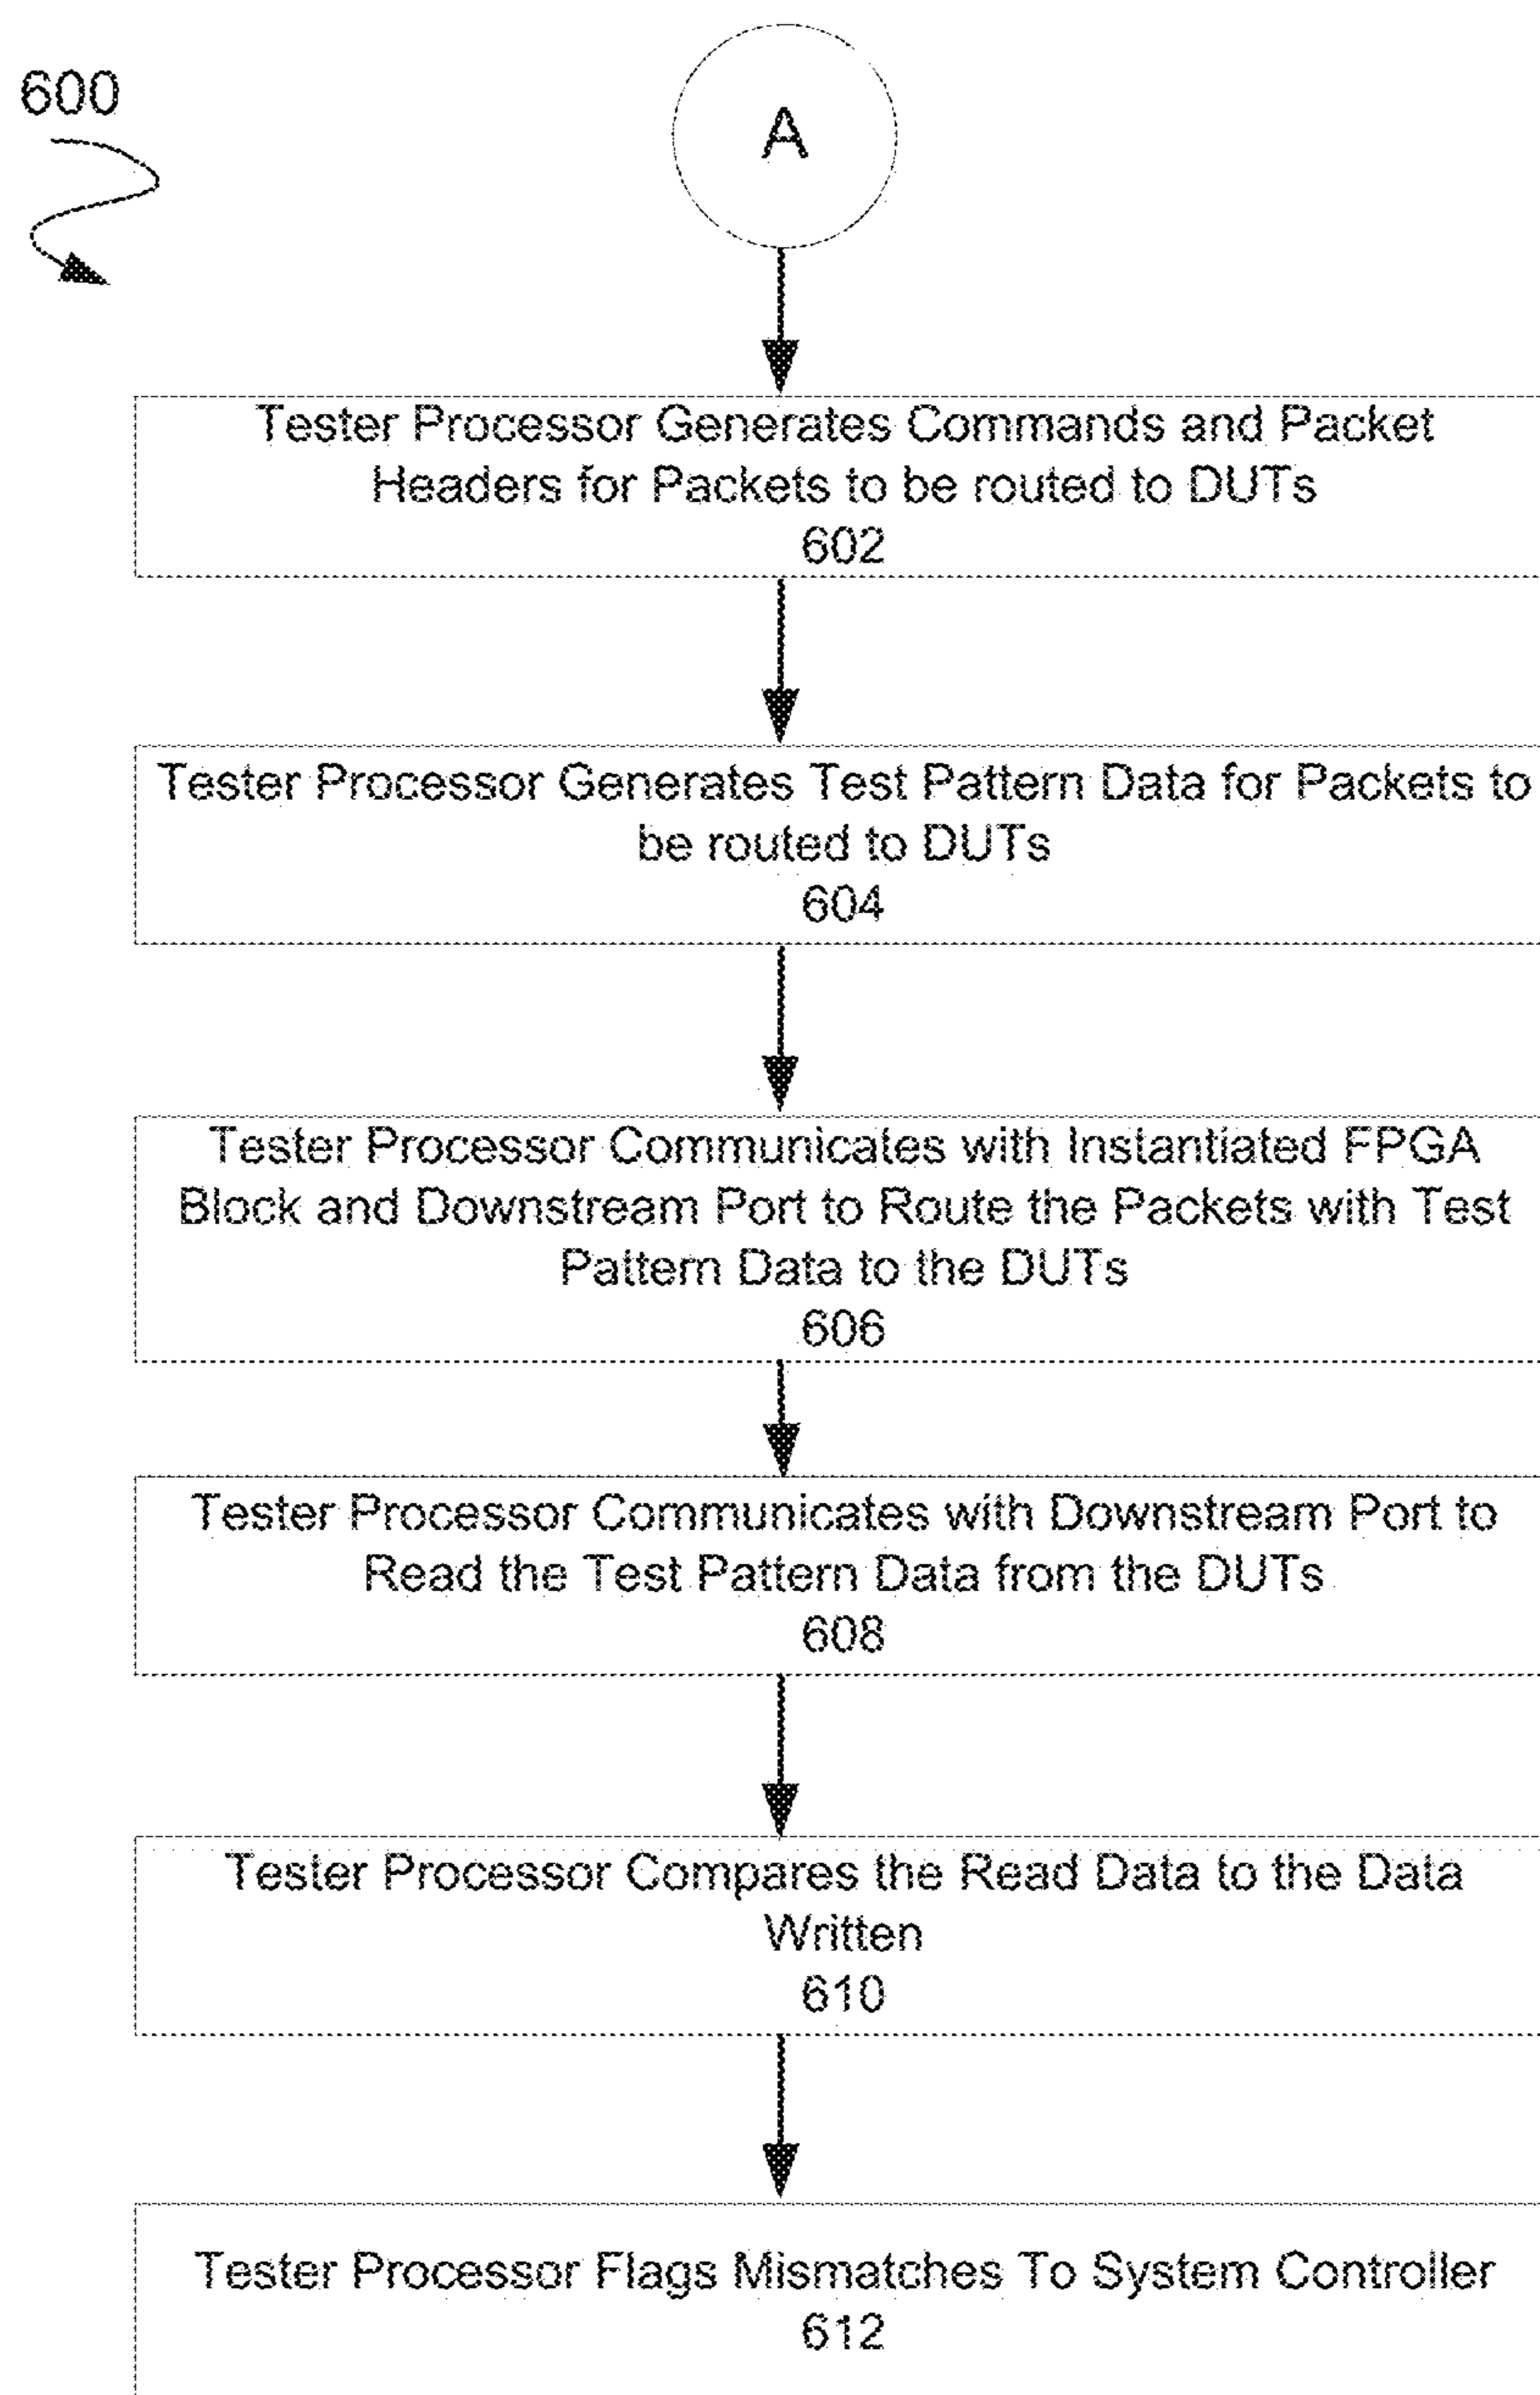 600
A
Tester Processor Generates Commands and Packet
Headers for Packets to be routed to DUTs
602
Tester Processor Generates Test Pattern Data for Packets to
be routed to DUTs
604
Tester Processor Communicates with Instantiated FPGA
Block and Downstream Port to Route the Packets with Test
Pattern Data to the DUTs
606
Tester Processor Communicates with Downstream Port to
Read the Test Pattern Data from the DUTs
608
Tester Processor Compares the Read Data to the Data
Written
610
Tester Processor Flags Mismatches To System Controller
612